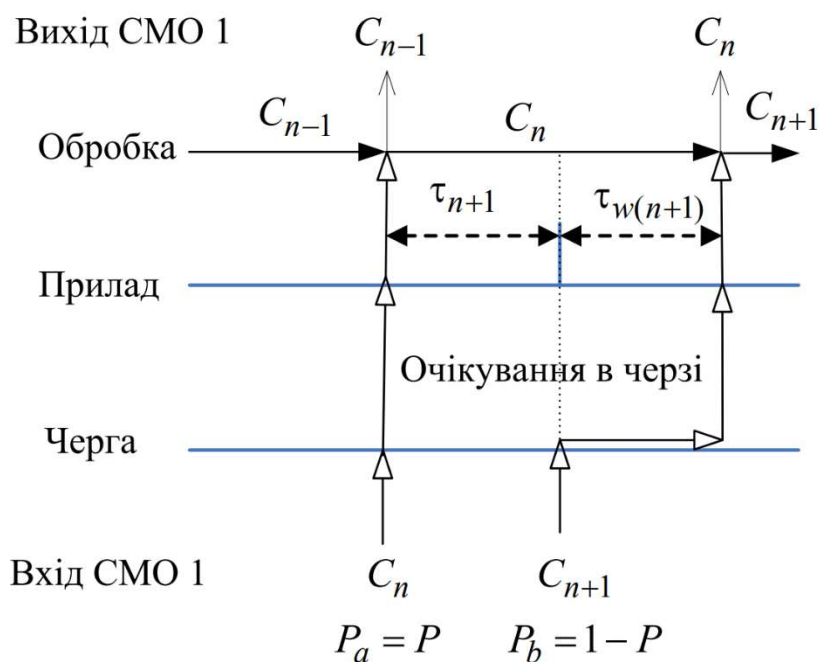 Вихід СМО 1 C_{n-1} C_n
C_{n-1} C_n C_{n+1}
Обробка
τ_{n+1} τ_{w(n+1)}
Прилад
Очікування в черзі
Черга
Вхід СМО 1 C_n C_{n+1}
P_a = P P_b = 1 − P